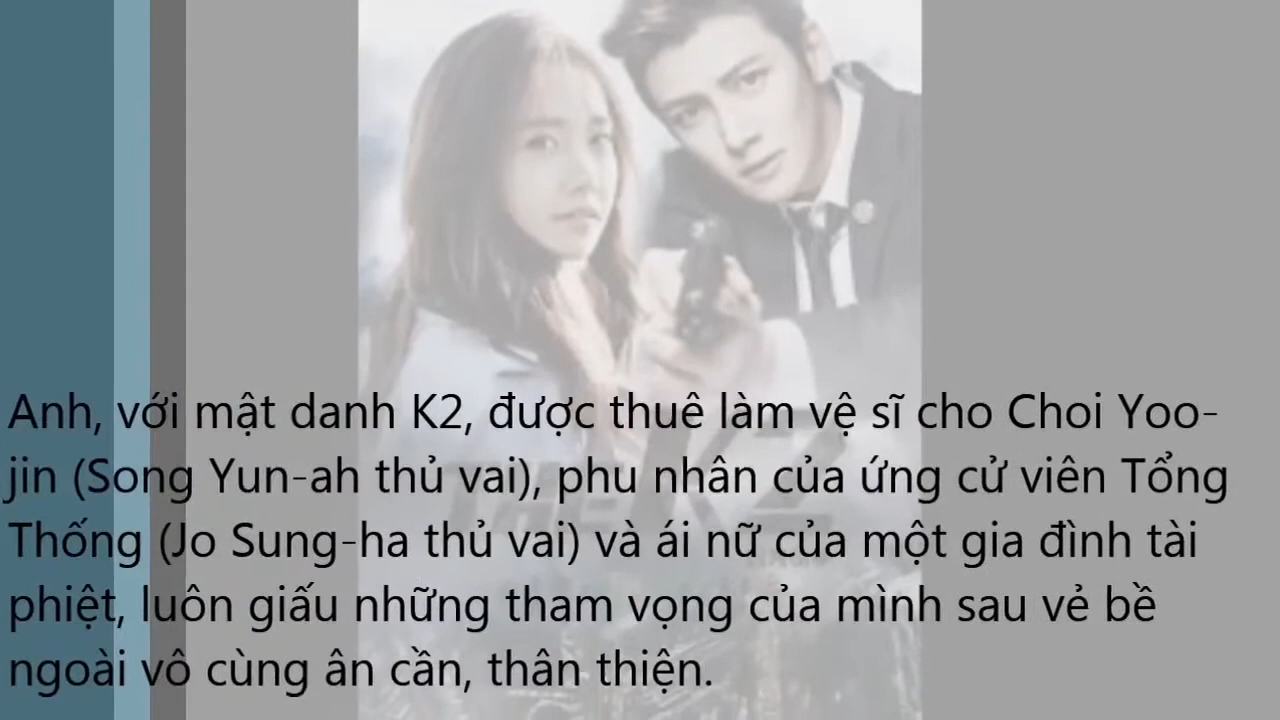 Anh, với mật danh K2, được thuê làm vệ sĩ cho Choi Yoo-
jin (Song Yun-ah thủ vai), phu nhân của ứng cử viên Tổng
Thống (Jo Sung-ha thủ vai) và ái nữ của một gia đình tài
phiệt, luôn giấu những tham vọng của mình sau vẻ bề
ngoài vô cùng ân cần, thân thiện.
THE K2